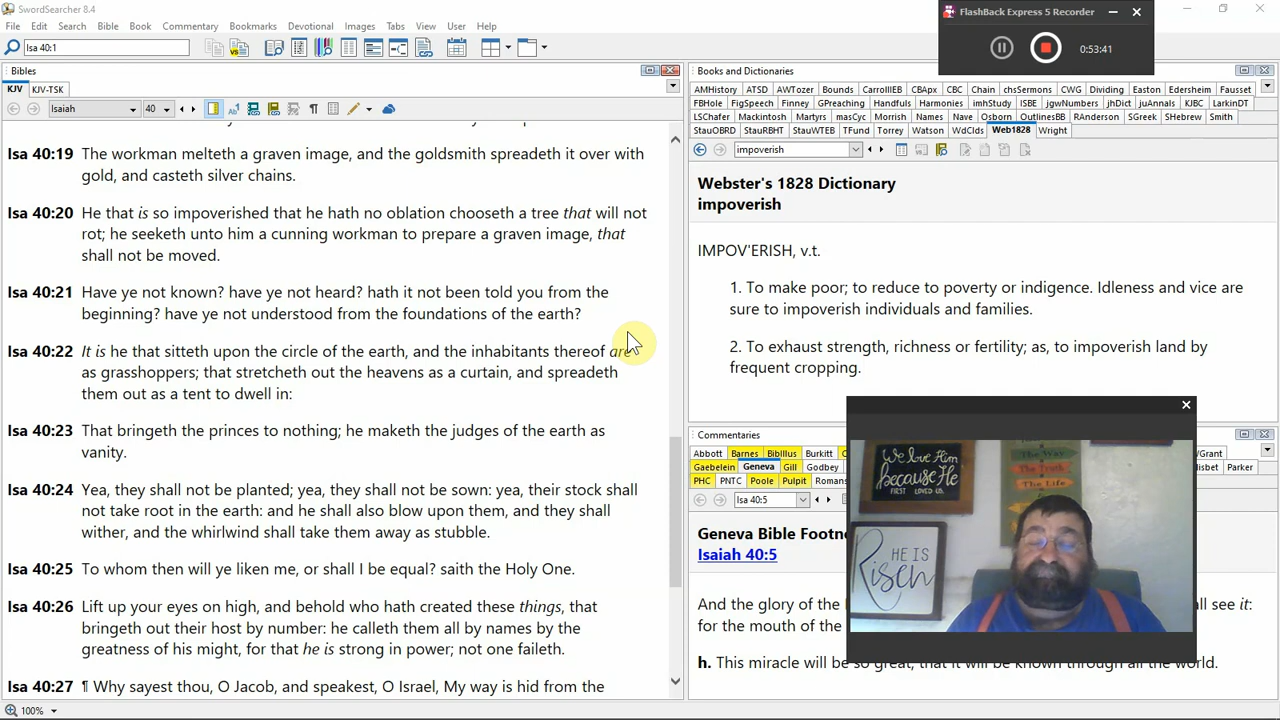 SwordSearcher 8.4
File Edit Search Bible Book Commentary Bookmarks Devotional Images Tabs View User Help
Isa 40:1
FlashBack Express 5 Recorder
0:53:41
Bibles
KJV KJV-TSK
Isaiah 40
Isa 40:19 The workman melteth a graven image, and the goldsmith spreadeth it over with
gold, and casteth silver chains.
Isa 40:20 He that is so impoverished that he hath no oblation chooseth a tree that will not
rot; he seeketh unto him a cunning workman to prepare a graven image, that
shall not be moved.
Isa 40:21 Have ye not known? have ye not heard? hath it not been told you from the
beginning? have ye not understood from the foundations of the earth?
Isa 40:22 It is he that sitteth upon the circle of the earth, and the inhabitants thereof are
as grasshoppers; that stretcheth out the heavens as a curtain, and spreadeth
them out as a tent to dwell in:
Isa 40:23 That bringeth the princes to nothing; he maketh the judges of the earth as
vanity.
Isa 40:24 Yea, they shall not be planted; yea, they shall not be sown: yea, their stock shall
not take root in the earth: and he shall also blow upon them, and they shall
wither, and the whirlwind shall take them away as stubble.
Isa 40:25 To whom then will ye liken me, or shall I be equal? saith the Holy One.
Isa 40:26 Lift up your eyes on high, and behold who hath created these things, that
bringeth out their host by number: he calleth them all by names by the
greatness of his might, for that he is strong in power; not one faileth.
Isa 40:27 ¶ Why sayest thou, O Jacob, and speakest, O Israel, My way is hid from the
100%
Books and Dictionaries
AMHistory ATSD AWTozer Bounds CarrollIEB CBApx Chain chsSermons CWG Dividing Easton Edersheim Fausset
FBHole FigSpeech Finney GPreaching Handfuls Harmonies imhStudy ISBE jgwNumbers jhDict juAnnals KJBC LarkinDT
LSChafer Mackintosh Martyrs masCyc Morrish Names Nave Osborn OutlinesBB RAnderson SGreek SHebrew Smith
StauOBRD StauRBHT StauWTEB TFund Torrey Watson WdClds Web1828 Wright
impoverish
Webster's 1828 Dictionary
impoverish
IMPOV'ERISH, v.t.
1. To make poor; to reduce to poverty or indigence. Idleness and vice are
sure to impoverish individuals and families.
2. To exhaust strength, richness or fertility; as, to impoverish land by
frequent cropping.
Commentaries
Abbott Barnes BibIllus Burkitt
/Grant
Gaebelein Geneva Gill Godbey
isbet Parker
PHC PNTC Poole Pulpit Romans
Isa 40:5
Geneva Bible Footno
Isaiah 40:5
And the glory of the
all see it:
for the mouth of the
h. This miracle will be so great, that it will be known through all the world.
We love Him
because He
FIRST LOVED US.
The Way
The Truth
The Life
HE IS
Risen